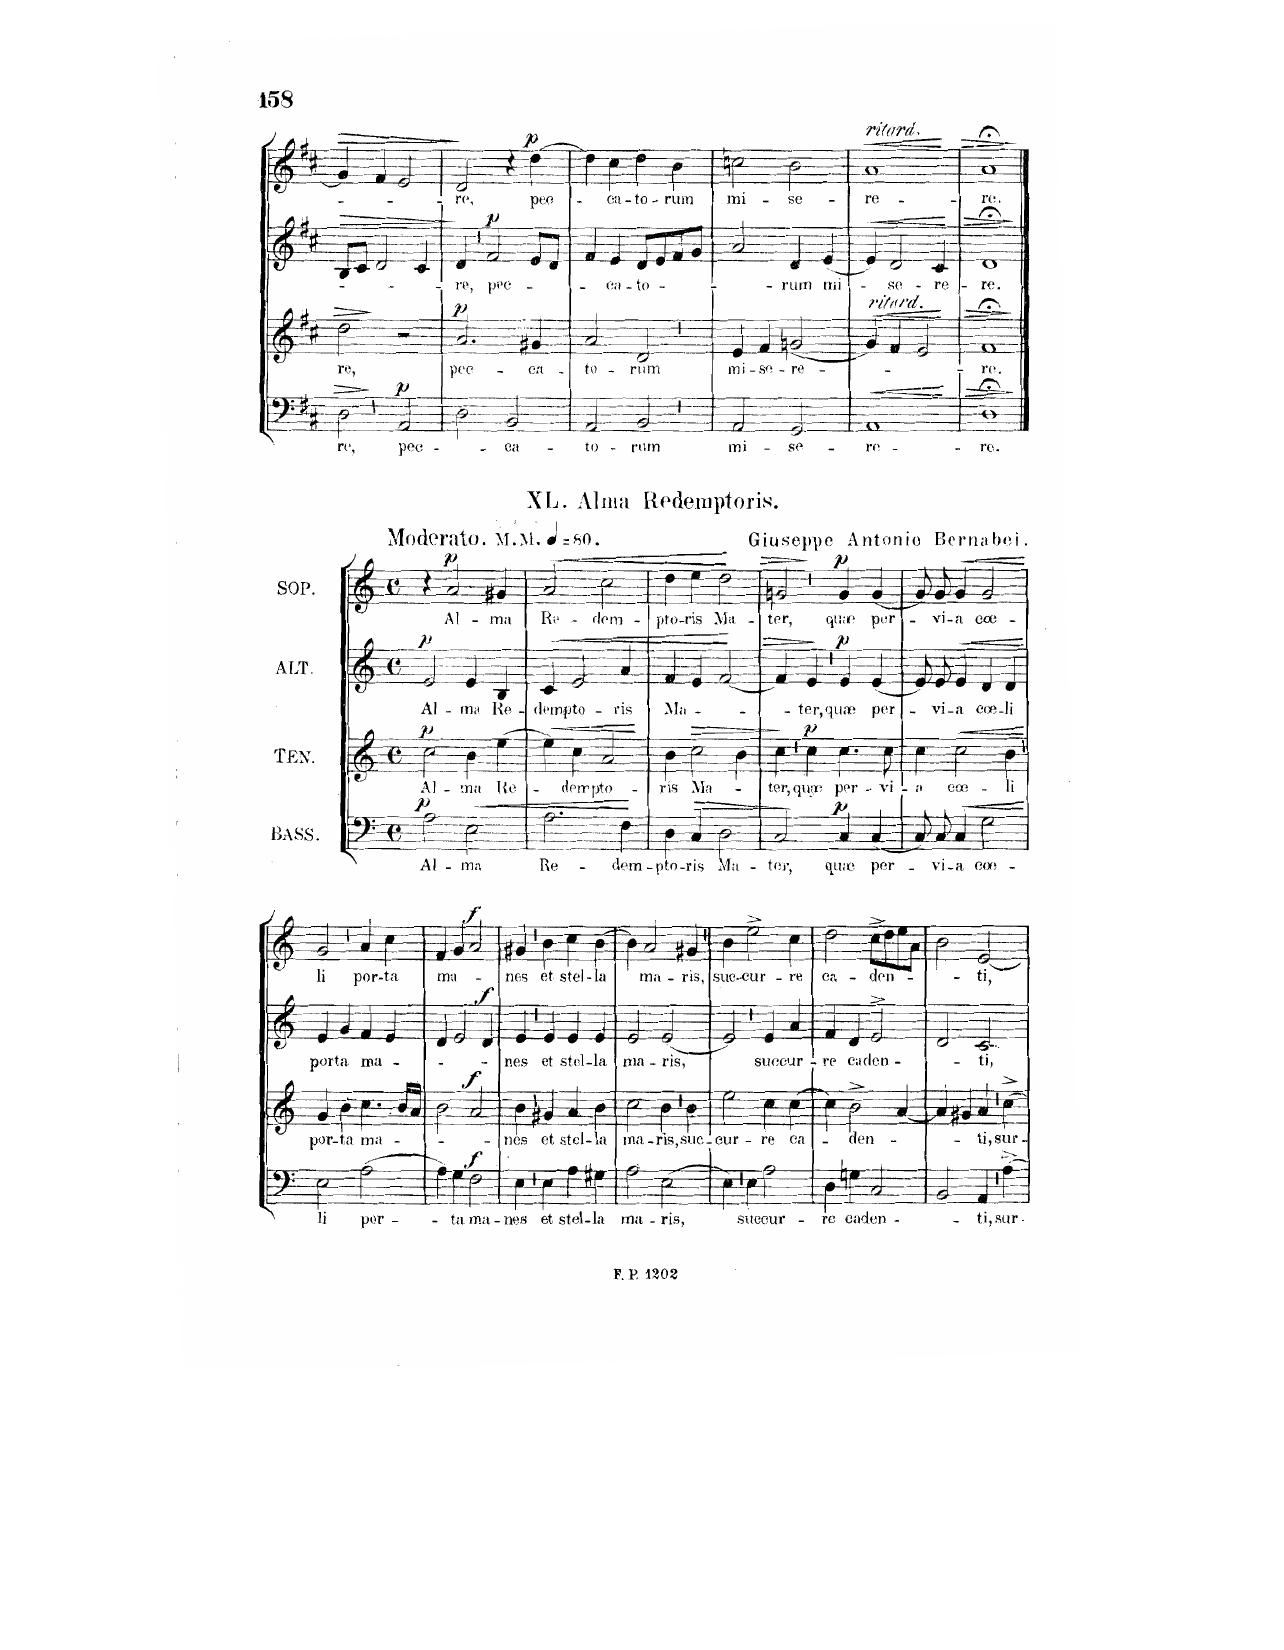 158
ritard.
p
- - - re, pec - ca-to-rum mi - se - re - - re.
p
- - - re, pec - - ca-to - - - rum mi - se - re - re.
ritard.
p
re, pec - ca - to - rum mi-se-re - - - re.
p
re, pec - - ca - to - rum mi - se - re - - re.
XL. Alma Redemptoris.
Moderato. M.M. ♩=80. Giuseppe Antonio Bernabei.
p p
SOP. Al - ma Re - dem - pto-ris Ma - ter, quæ per - vi-a cœ -
p p
ALT. Al - ma Re - dempto - ris Ma - - - ter, quæ per - vi-a cœ-li
p p
TEN. Al - ma Re - dempto - ris Ma - ter, quæ per - vi - a cœ - li
p p
BASS. Al - ma Re - dem-pto-ris Ma - ter, quæ per - vi-a cœ -
f
li por-ta ma - nes et stel-la ma - ris, suc-cur - re ca - den - - ti,
f
porta ma - - - nes et stel-la ma - ris, succur - re caden - - ti,
f
por-ta ma - - - nes et stel-la ma-ris, suc-cur - re ca - den - - ti, sur-
f
li por - - ta ma-nes et stel-la ma - ris, succur - re caden - - ti, sur-
F. P. 1202